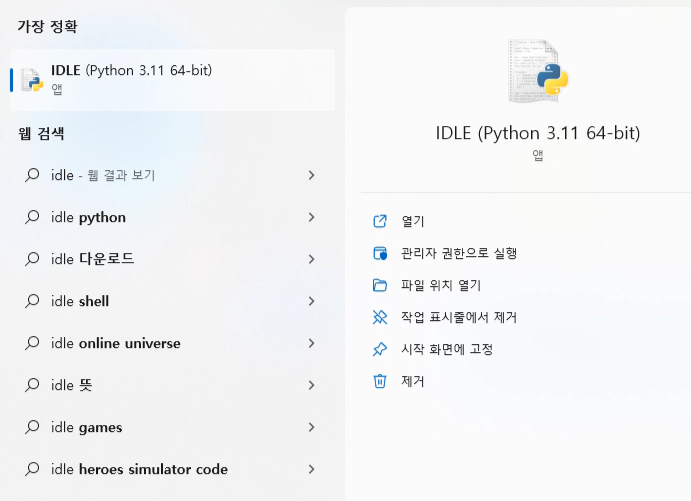 가장 정확
IDLE (Python 3.11 64-bit)
앱
웹 검색
idle - 웹 결과 보기
idle python
idle 다운로드
idle shell
idle online universe
idle 뜻
idle games
idle heroes simulator code
IDLE (Python 3.11 64-bit)
앱
열기
관리자 권한으로 실행
파일 위치 열기
작업 표시줄에서 제거
시작 화면에 고정
제거